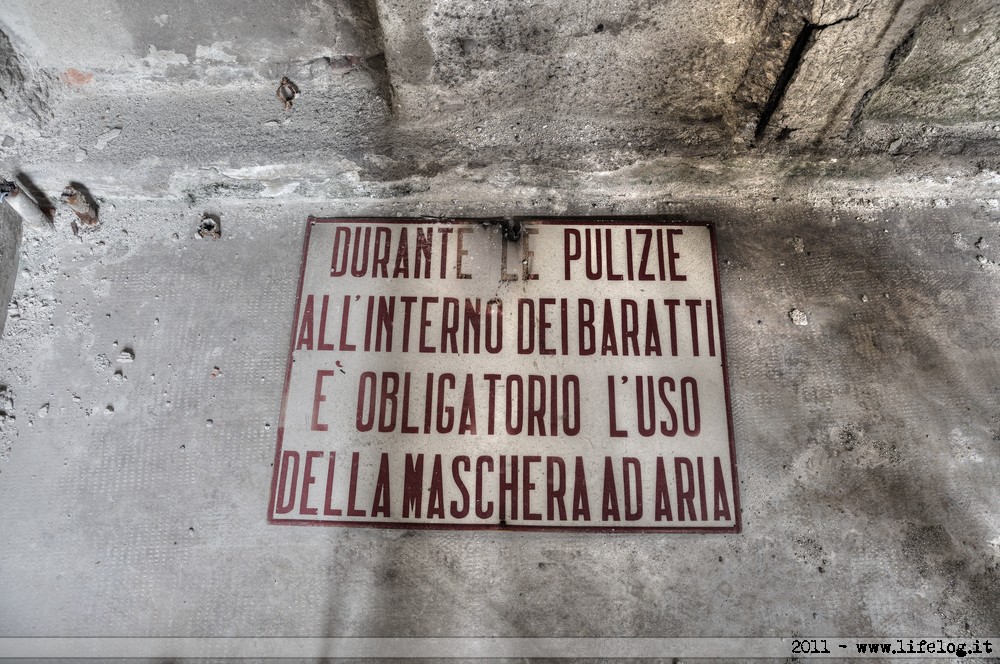 DURANTE LE PULIZIE
ALL'INTERNO DEI BARATTI
E' OBLIGATORIO L'USO
DELLA MASCHERA AD ARIA
2011 - www.lifelog.it